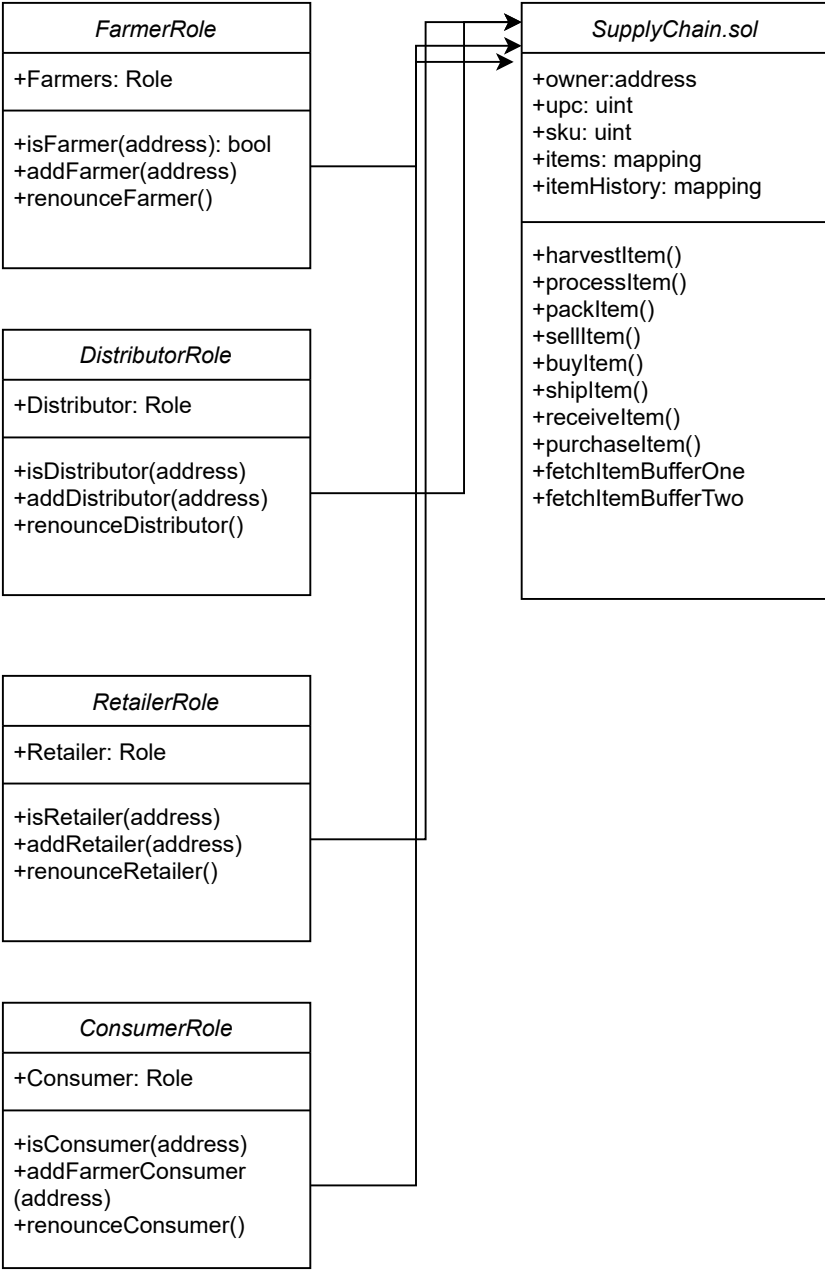 FarmerRole
+Farmers: Role
+isFarmer(address): bool
+addFarmer(address)
+renounceFarmer()
DistributorRole
+Distributor: Role
+isDistributor(address)
+addDistributor(address)
+renounceDistributor()
RetailerRole
+Retailer: Role
+isRetailer(address)
+addRetailer(address)
+renounceRetailer()
ConsumerRole
+Consumer: Role
+isConsumer(address)
+addFarmerConsumer
(address)
+renounceConsumer()
SupplyChain.sol
+owner:address
+upc: uint
+sku: uint
+items: mapping
+itemHistory: mapping
+harvestItem()
+processItem()
+packItem()
+sellItem()
+buyItem()
+shipItem()
+receiveItem()
+purchaseItem()
+fetchItemBufferOne
+fetchItemBufferTwo